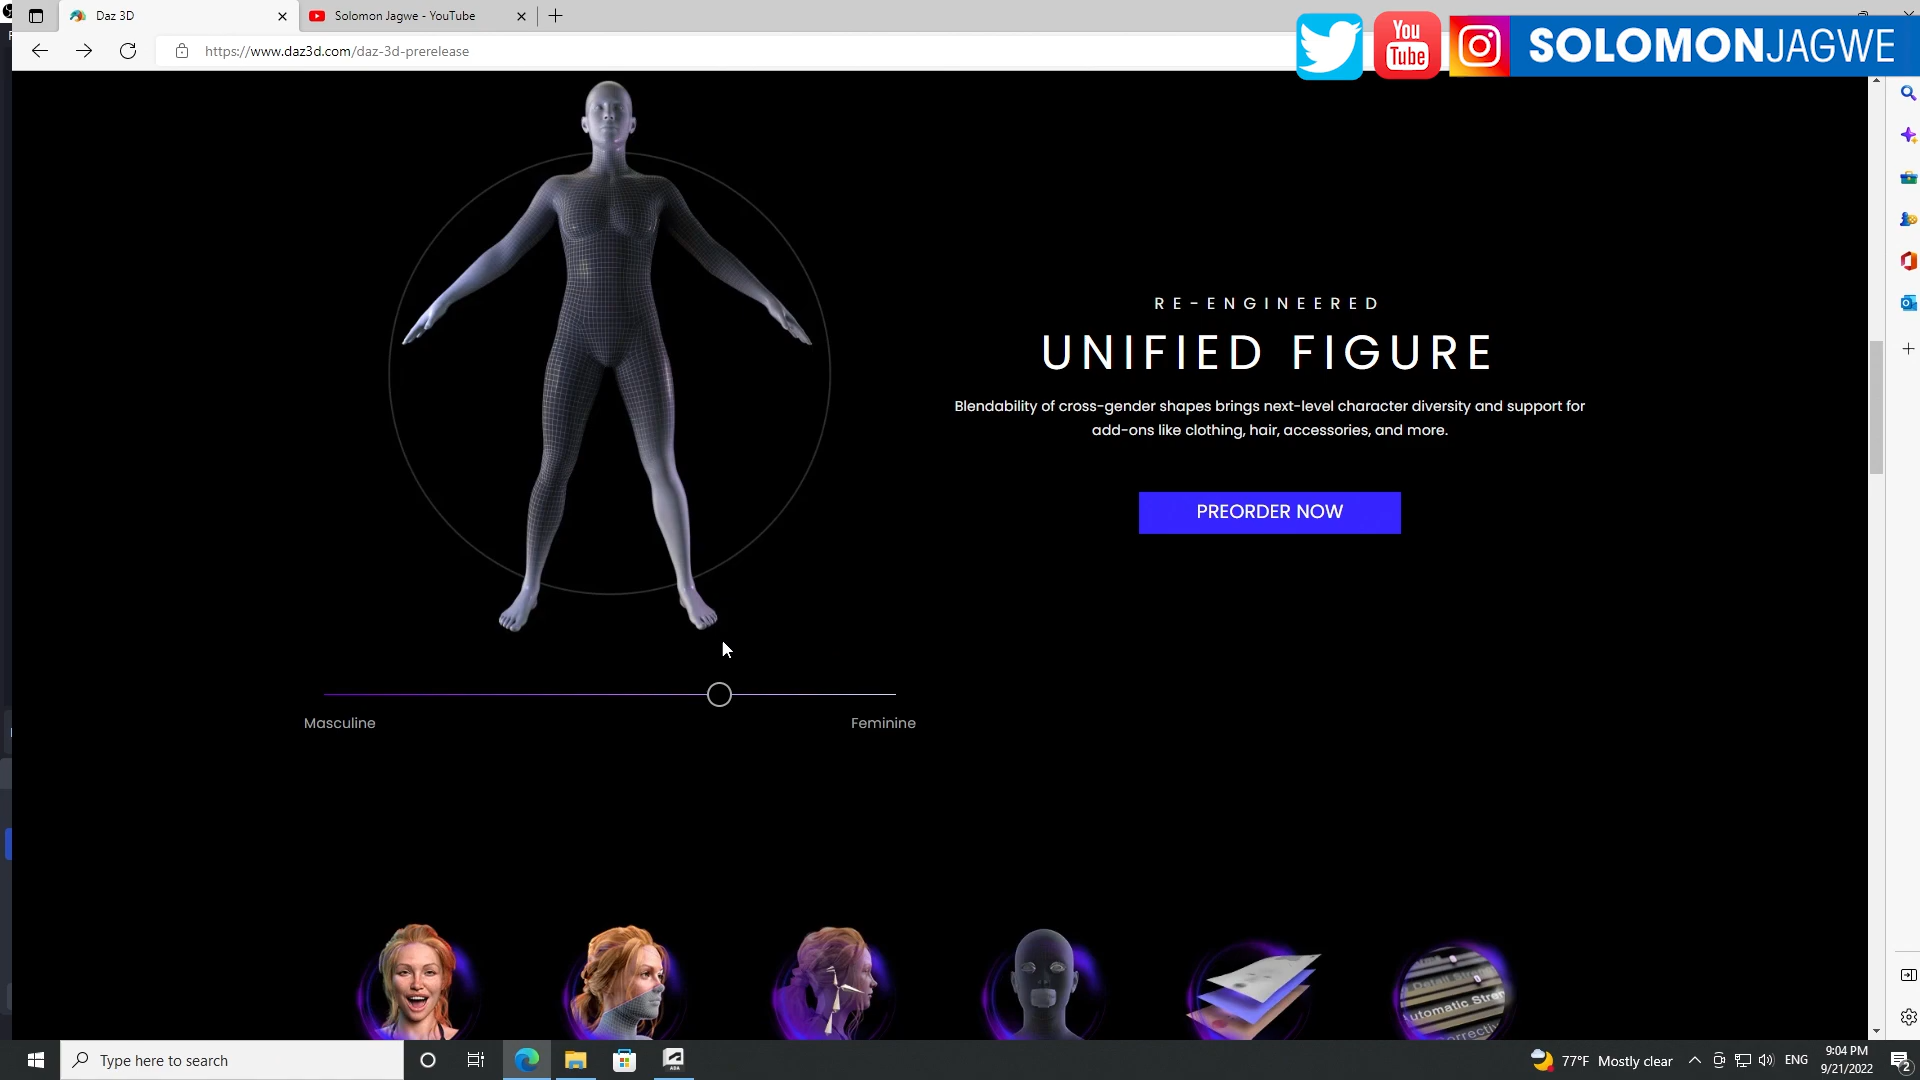 Daz 3D
Solomon Jagwe - YouTube
https://www.daz3d.com/daz-3d-prerelease
You
Tube
SOLOMONJAGWE
RE-ENGINEERED
UNIFIED FIGURE
Blendability of cross-gender shapes brings next-level character diversity and support for
add-ons like clothing, hair, accessories, and more.
PREORDER NOW
Masculine
Feminine
Type here to search
77°F Mostly clear
ENG
9:04 PM
9/21/2022
2